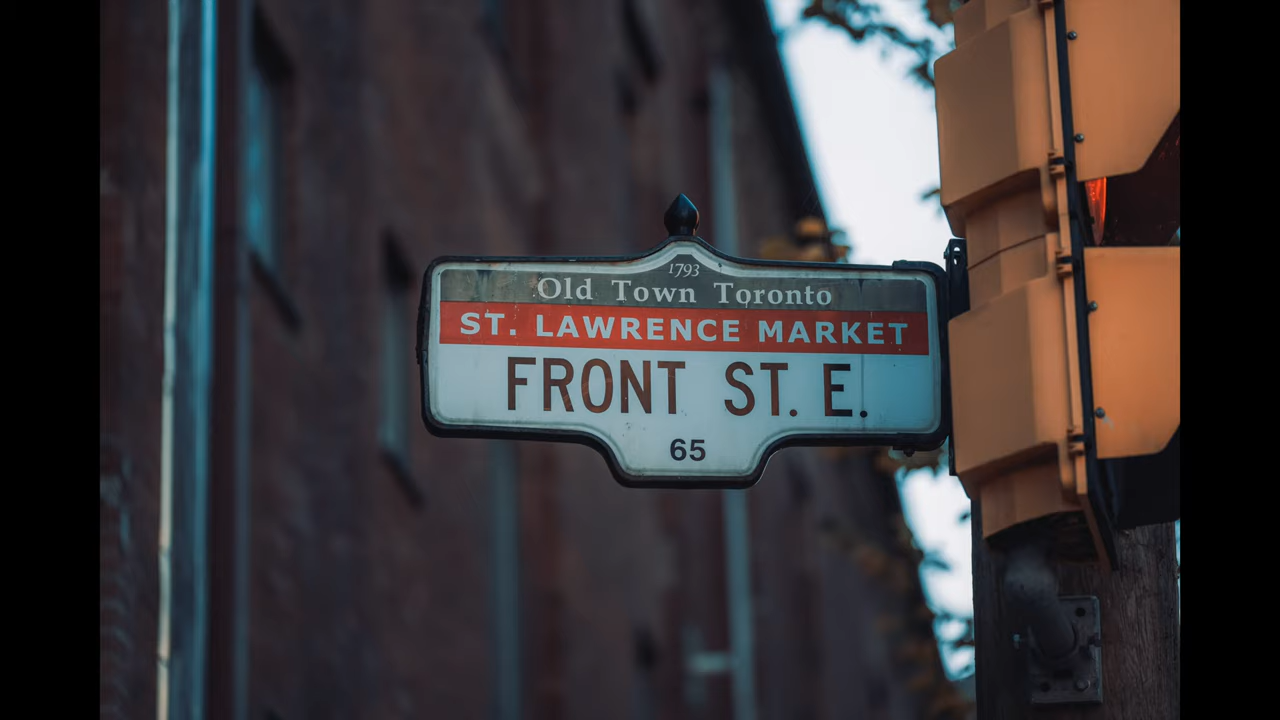 1793
Old Town Toronto
ST. LAWRENCE MARKET
FRONT ST. E.
65